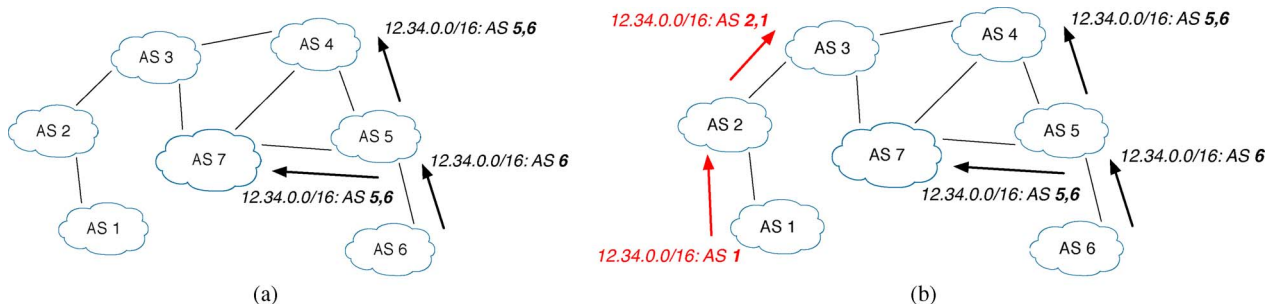 AS 4
12.34.0.0/16: AS 5,6
AS 3
AS 2
AS 5
AS 7
12.34.0.0/16: AS 6
12.34.0.0/16: AS 5,6
AS 1
AS 6
(a)
12.34.0.0/16: AS 2,1
AS 4
12.34.0.0/16: AS 5,6
AS 3
AS 2
AS 5
AS 7
12.34.0.0/16: AS 6
12.34.0.0/16: AS 5,6
AS 1
AS 6
12.34.0.0/16: AS 1
(b)